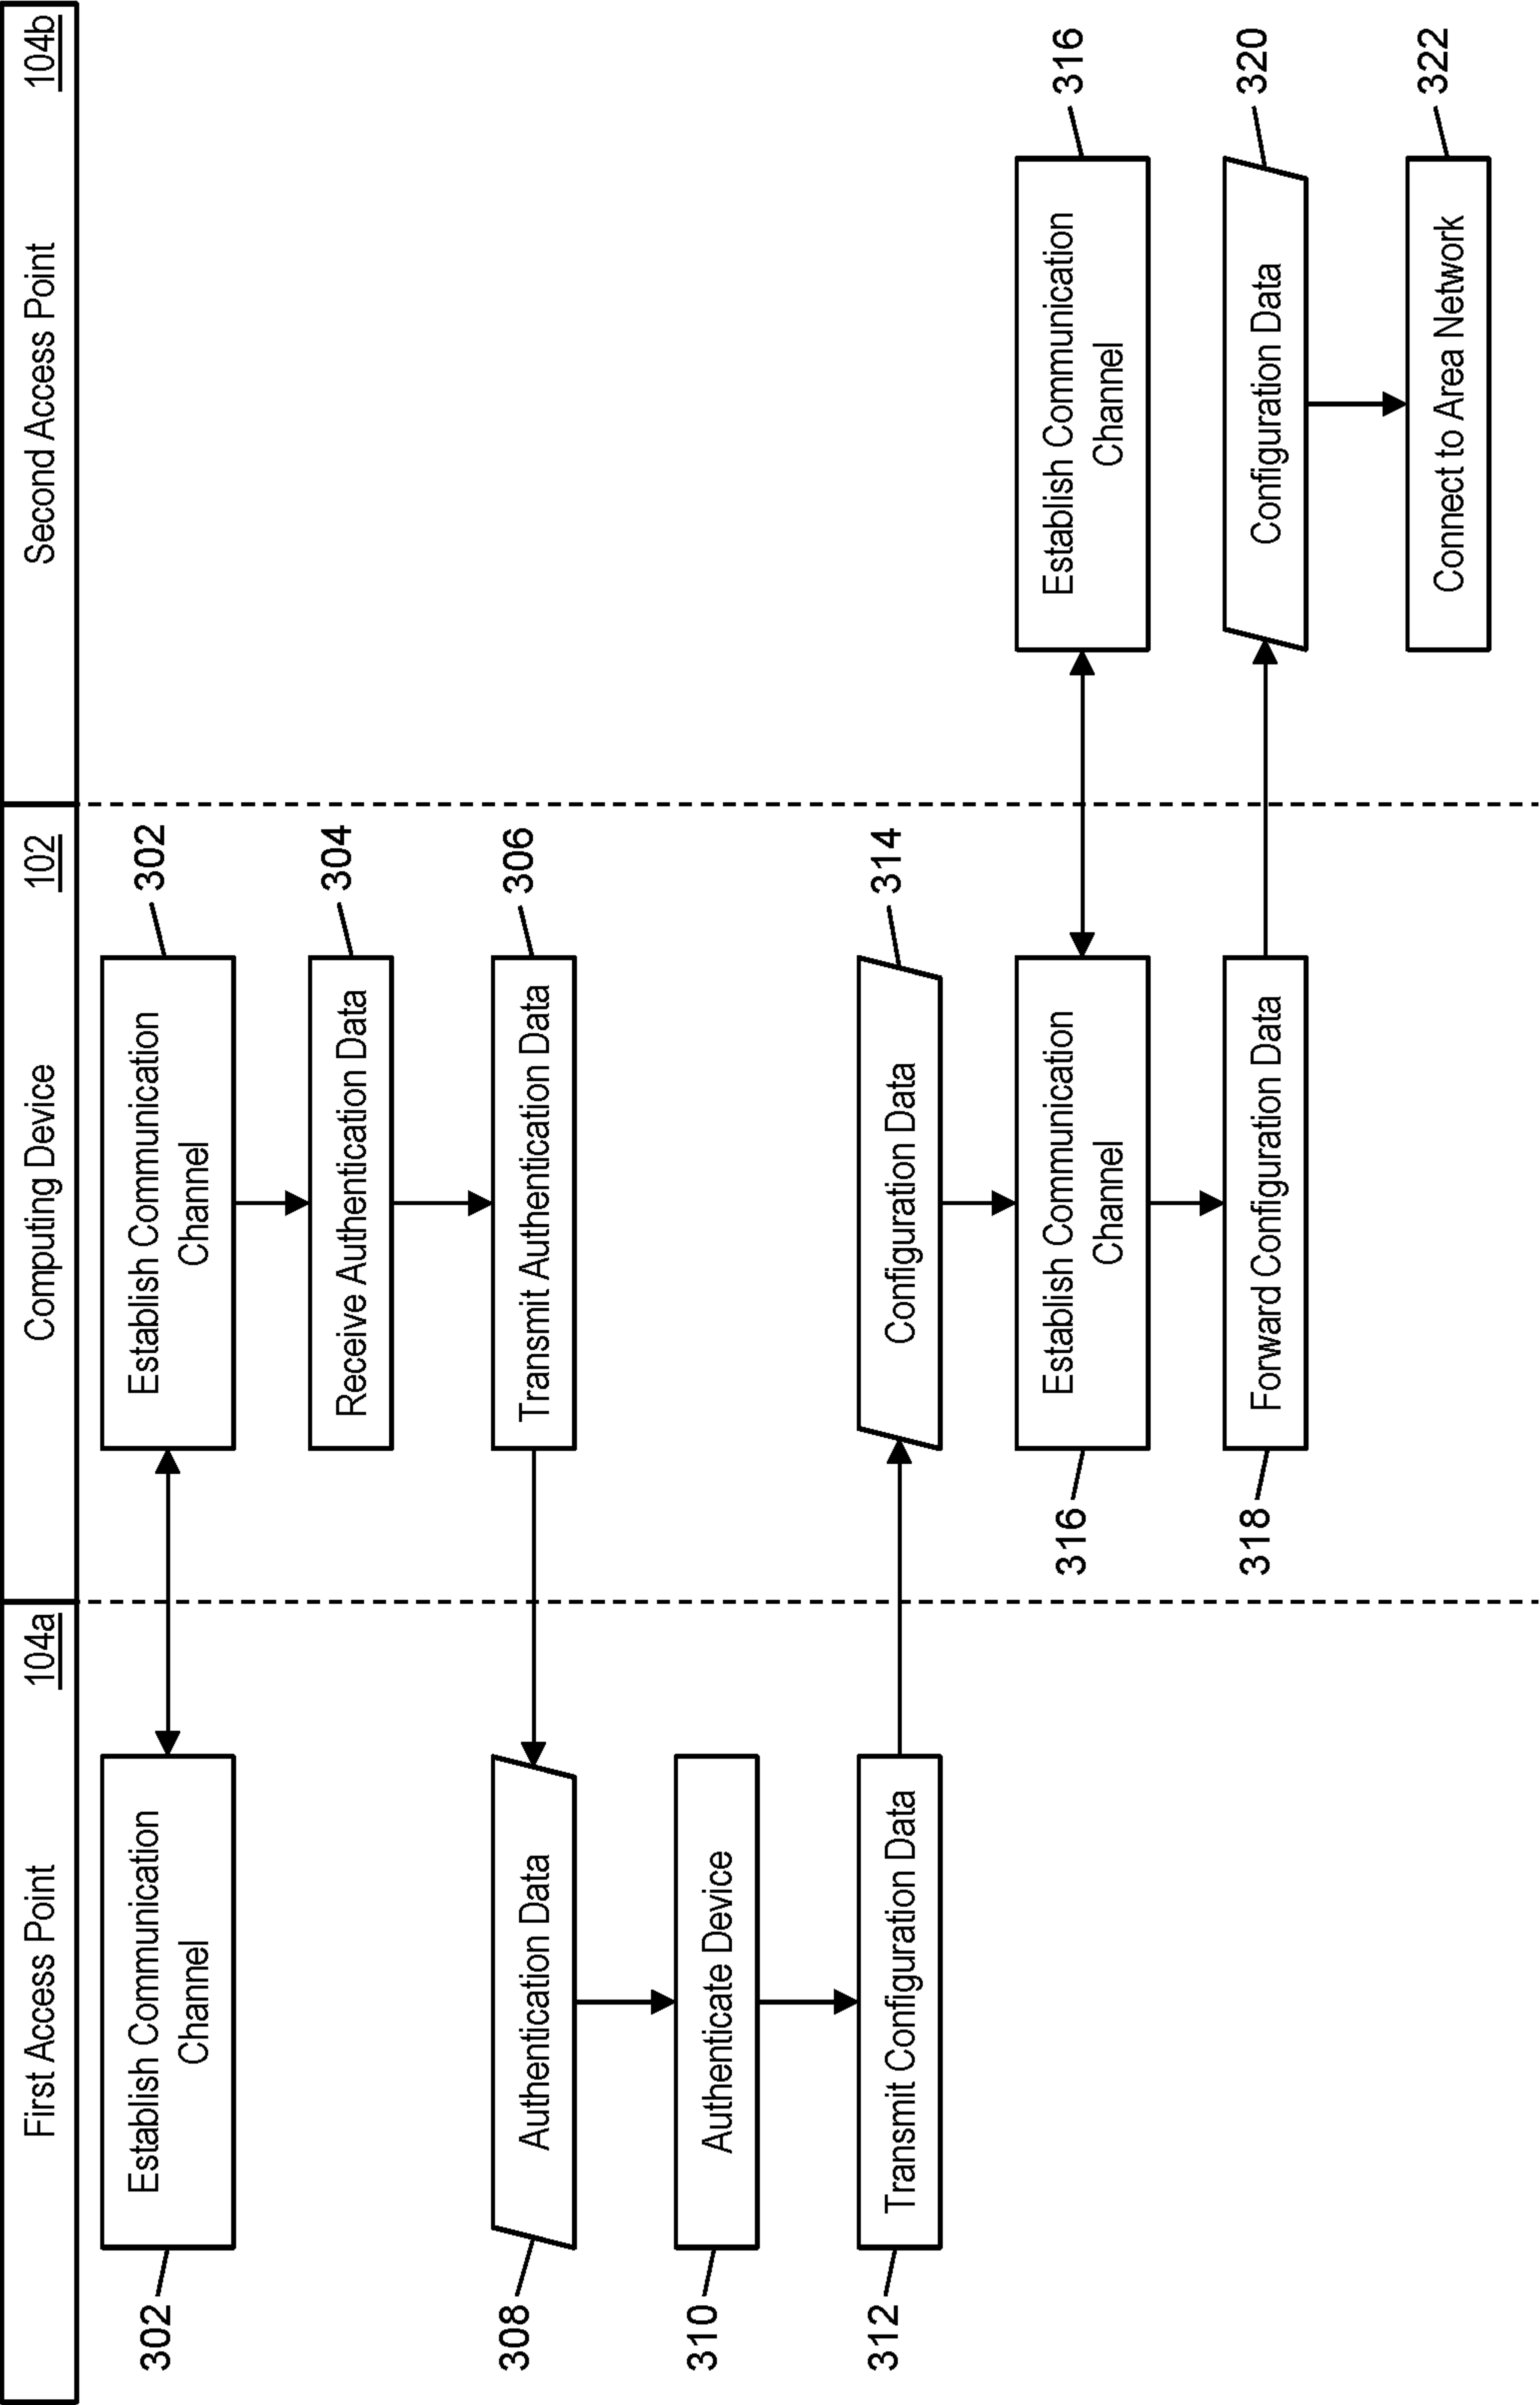 First Access Point 104a
Computing Device 102
Second Access Point 104b
302
Establish Communication
Channel
Establish Communication
Channel
302
Receive Authentication Data
304
Transmit Authentication Data
306
308
Authentication Data
310
Authenticate Device
312
Transmit Configuration Data
Configuration Data
314
316
Establish Communication
Channel
Establish Communication
Channel
316
318
Forward Configuration Data
Configuration Data
320
Connect to Area Network
322